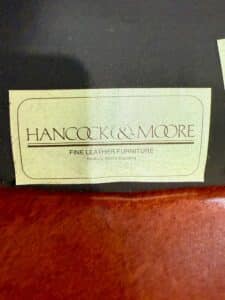 HANCOCK & MOORE
FINE LEATHER FURNITURE